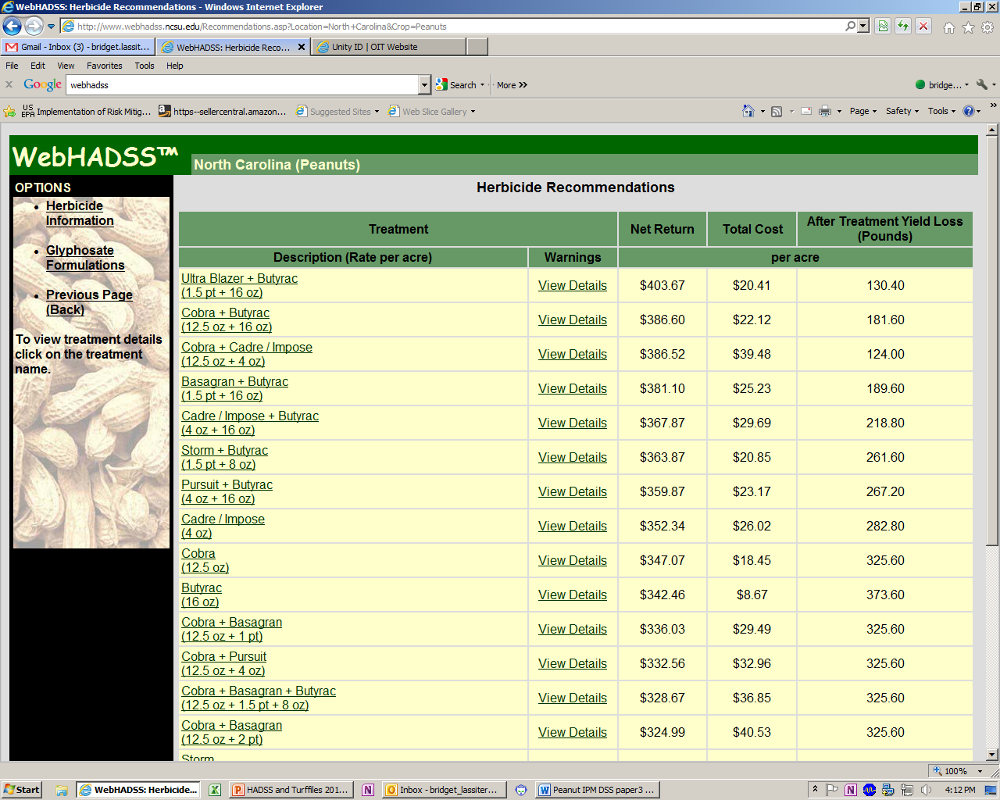 WebHADSS: Herbicide Recommendations - Windows Internet Explorer
http://www.webhadss.ncsu.edu/Recommendations.asp?Location=North+Carolina&Crop=Peanuts
Gmail - Inbox (3) - bridget.lassit...
WebHADSS: Herbicide Reco...
Unity ID | OIT Website
File Edit View Favorites Tools Help
x Google webhadss Search More >> bridge...
US EPA Implementation of Risk Mitig... https--sellercentral.amazon... Suggested Sites Web Slice Gallery Page Safety Tools
WebHADSS™
North Carolina (Peanuts)
OPTIONS
Herbicide
Information
Glyphosate
Formulations
Previous Page
(Back)
To view treatment details
click on the treatment
name.
Herbicide Recommendations
Treatment Net Return Total Cost After Treatment Yield Loss
(Pounds)
Description (Rate per acre) Warnings per acre
Ultra Blazer + Butyrac
(1.5 pt + 16 oz) View Details $403.67 $20.41 130.40
Cobra + Butyrac
(12.5 oz + 16 oz) View Details $386.60 $22.12 181.60
Cobra + Cadre / Impose
(12.5 oz + 4 oz) View Details $386.52 $39.48 124.00
Basagran + Butyrac
(1.5 pt + 16 oz) View Details $381.10 $25.23 189.60
Cadre / Impose + Butyrac
(4 oz + 16 oz) View Details $367.87 $29.69 218.80
Storm + Butyrac
(1.5 pt + 8 oz) View Details $363.87 $20.85 261.60
Pursuit + Butyrac
(4 oz + 16 oz) View Details $359.87 $23.17 267.20
Cadre / Impose
(4 oz) View Details $352.34 $26.02 282.80
Cobra
(12.5 oz) View Details $347.07 $18.45 325.60
Butyrac
(16 oz) View Details $342.46 $8.67 373.60
Cobra + Basagran
(12.5 oz + 1 pt) View Details $336.03 $29.49 325.60
Cobra + Pursuit
(12.5 oz + 4 oz) View Details $332.56 $32.96 325.60
Cobra + Basagran + Butyrac
(12.5 oz + 1.5 pt + 8 oz) View Details $328.67 $36.85 325.60
Cobra + Basagran
(12.5 oz + 2 pt) View Details $324.99 $40.53 325.60
Storm
100%
Start WebHADSS: Herbicide... HADSS and Turffiles 201... Inbox - bridget_lassiter... Peanut IPM DSS paper3 ... 4:12 PM